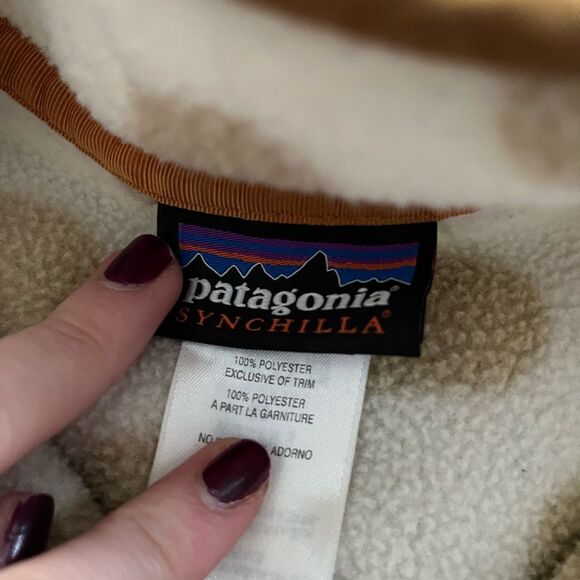 patagonia®
SYNCHILLA®
100% POLYESTER
EXCLUSIVE OF TRIM
100% POLYESTER
A PART LA GARNITURE
ADORNO